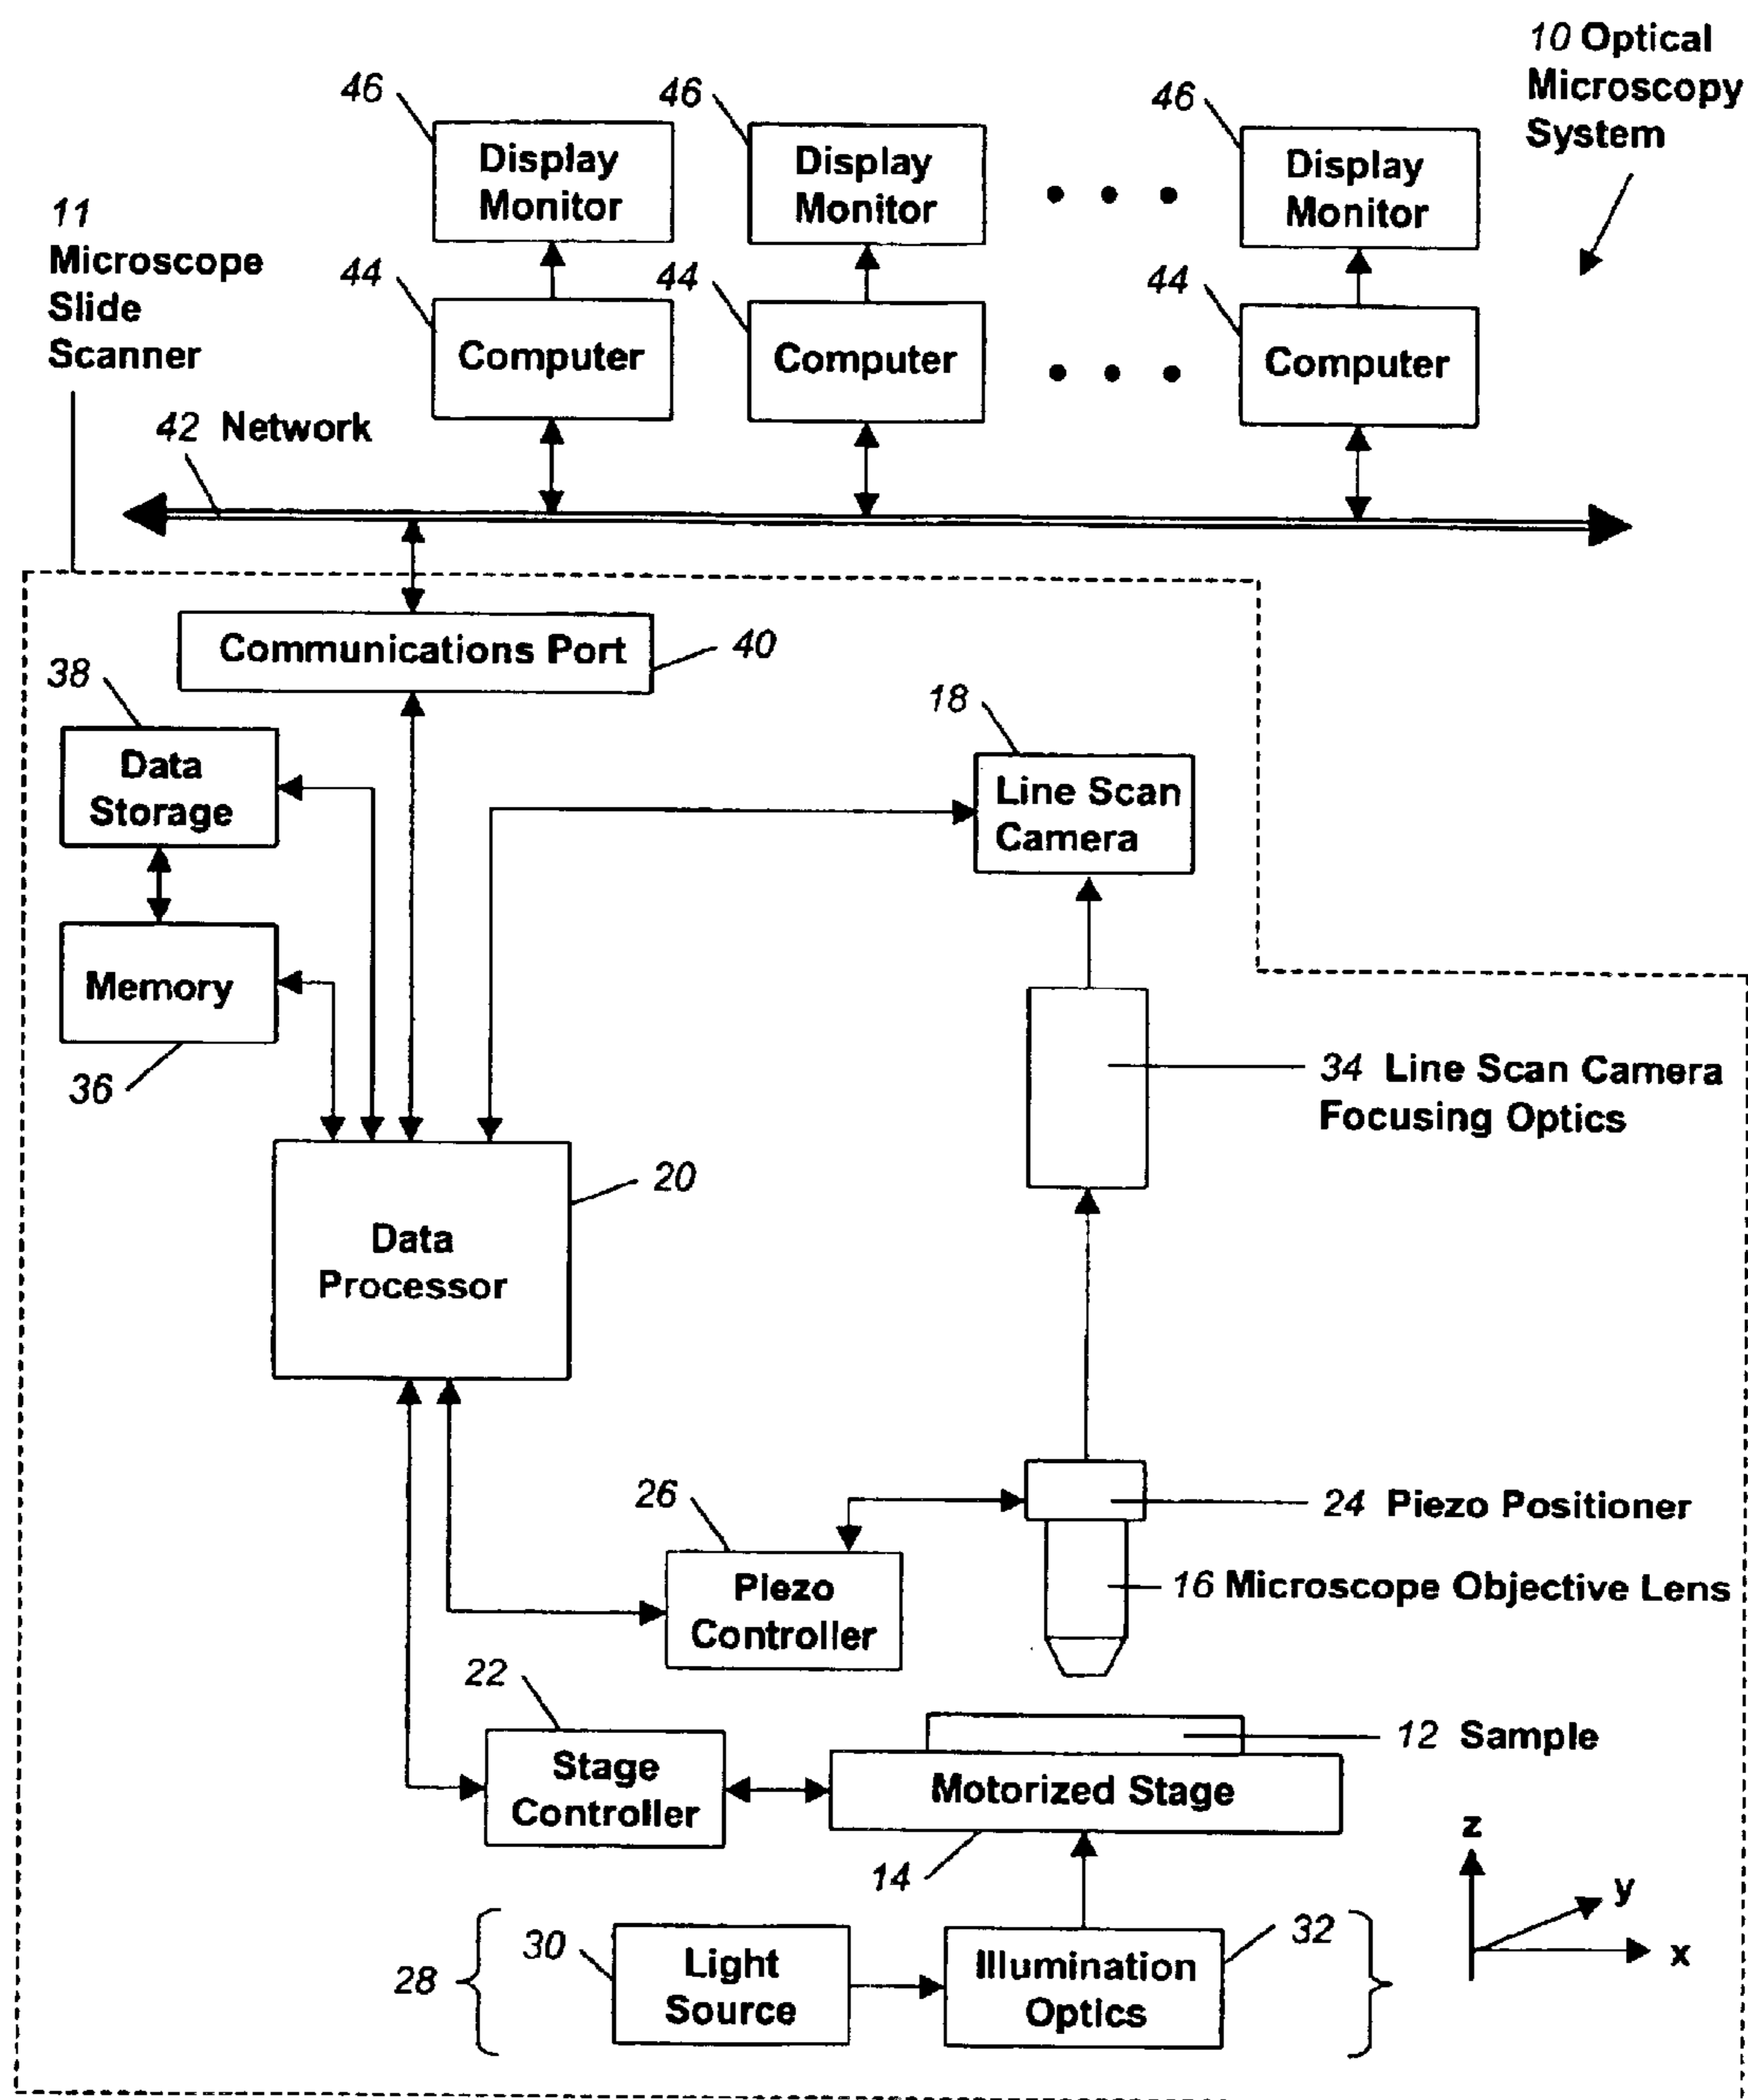 10 Optical
Microscopy
System
46
46
46
Display
Monitor
Display
Monitor
Display
Monitor
11
Microscope
Slide
Scanner
44
44
44
Computer
Computer
Computer
42 Network
Communications Port
40
38
Data
Storage
18
Line Scan
Camera
Memory
36
34 Line Scan Camera
Focusing Optics
20
Data
Processor
26
24 Piezo Positioner
Piezo
Controller
16 Microscope Objective Lens
22
12 Sample
Stage
Controller
Motorized Stage
14
z
y
x
28
30
Light
Source
Illumination
Optics
32